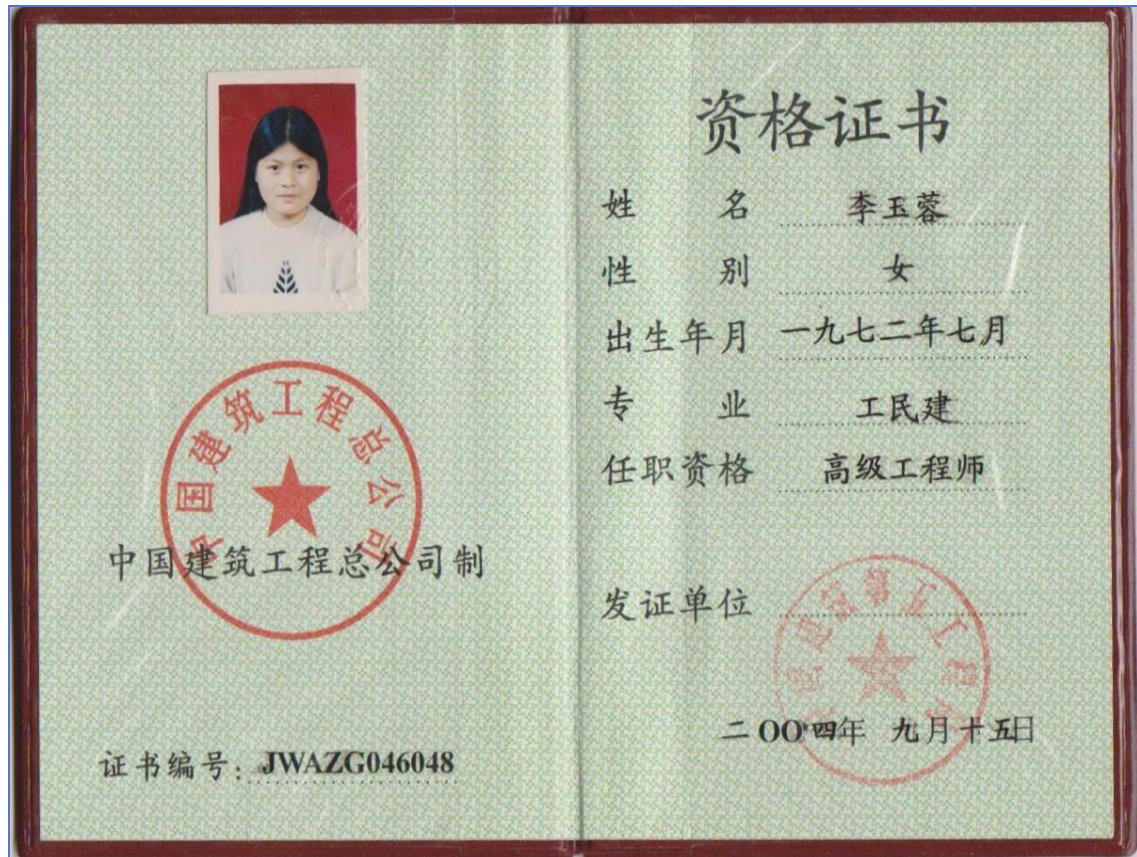 中国建筑工程总公司
中国建筑工程总公司制
证书编号：JWAZG046048
资格证书
姓名 李玉蓉
性别 女
出生年月 一九七二年七月
专业 工民建
任职资格 高级工程师
发证单位
二OO四年 九月十五日